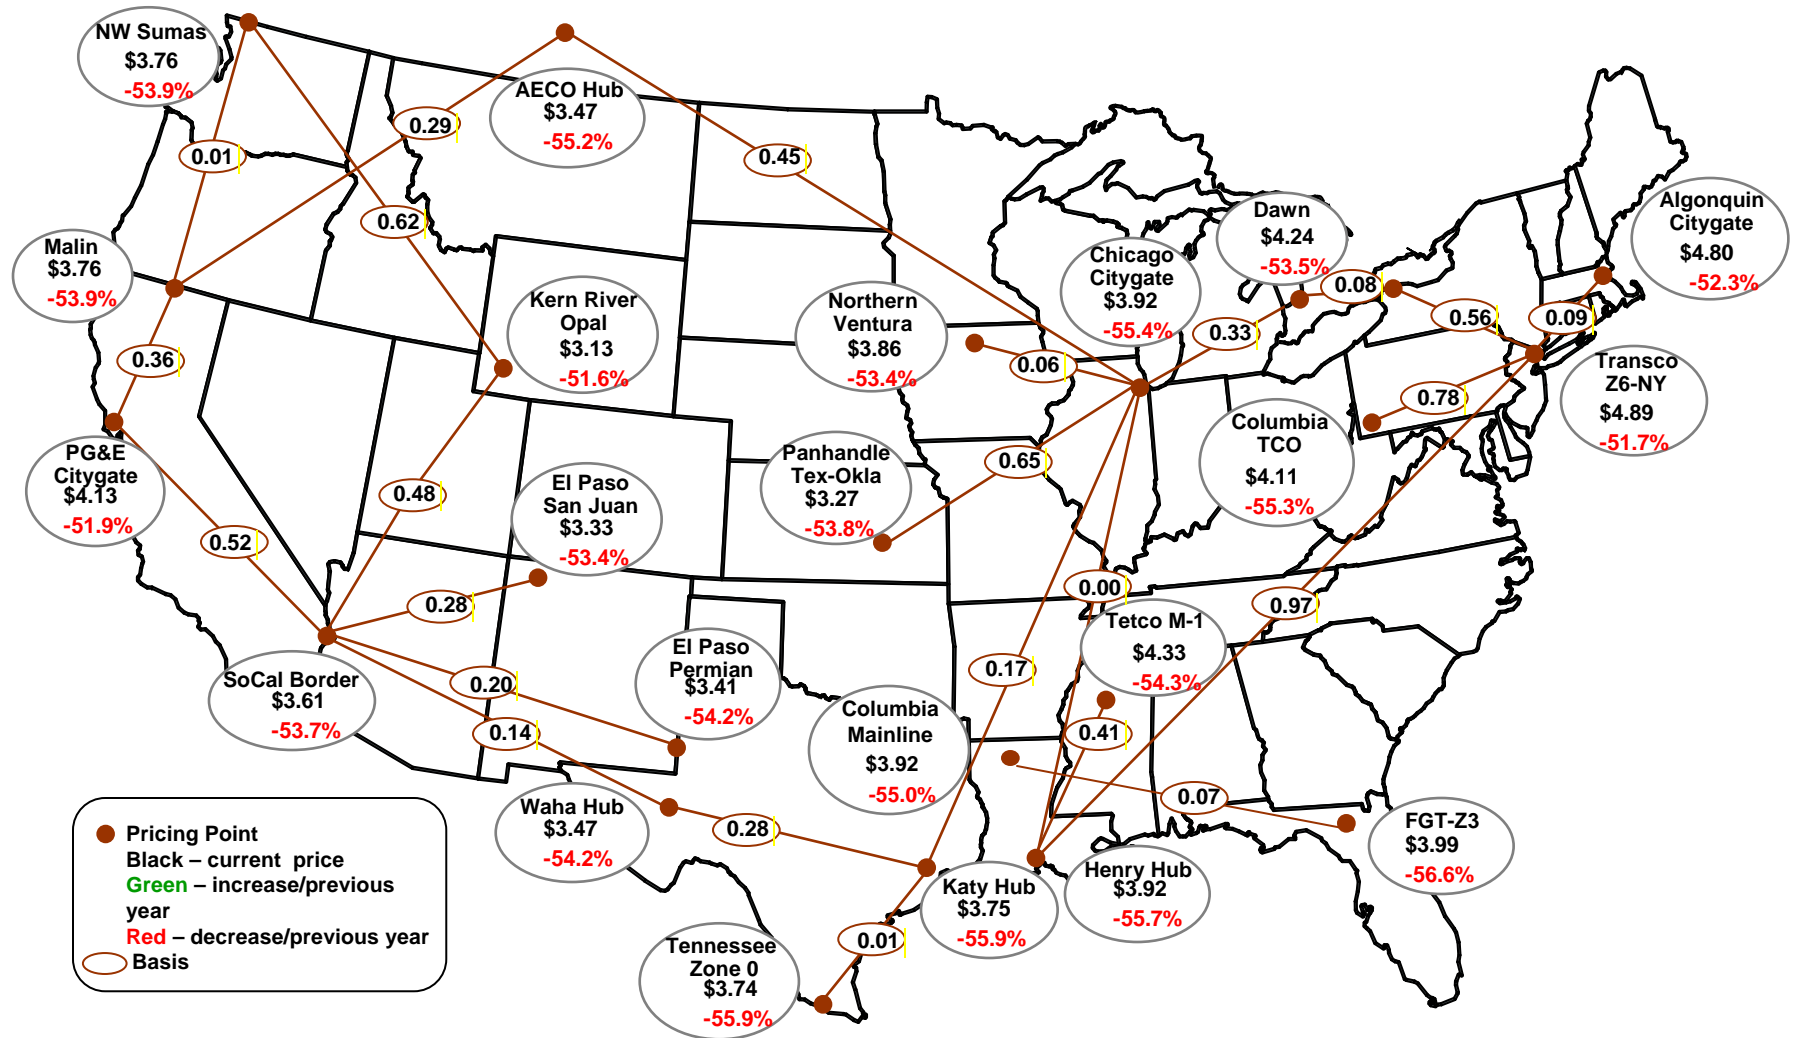 NW Sumas
$3.76
-53.9%
AECO Hub
$3.47
-55.2%
0.29
0.01
0.45
0.62
Malin
$3.76
-53.9%
Kern River
Opal
$3.13
-51.6%
Northern
Ventura
$3.86
-53.4%
Chicago
Citygate
$3.92
-55.4%
Dawn
$4.24
-53.5%
Algonquin
Citygate
$4.80
-52.3%
0.08
0.56
0.09
0.33
0.06
0.36
0.78
Transco
Z6-NY
$4.89
-51.7%
PG&E
Citygate
$4.13
-51.9%
0.48
0.52
El Paso
San Juan
$3.33
-53.4%
Panhandle
Tex-Okla
$3.27
-53.8%
0.65
Columbia
TCO
$4.11
-55.3%
0.28
0.00
0.97
Tetco M-1
$4.33
-54.3%
El Paso
Permian
$3.41
-54.2%
0.17
SoCal Border
$3.61
-53.7%
0.20
0.14
Columbia
Mainline
$3.92
-55.0%
0.41
0.07
Waha Hub
$3.47
-54.2%
0.28
FGT-Z3
$3.99
-56.6%
Katy Hub
$3.75
-55.9%
Henry Hub
$3.92
-55.7%
0.01
Tennessee
Zone 0
$3.74
-55.9%
Pricing Point
Black – current price
Green – increase/previous
year
Red – decrease/previous year
Basis